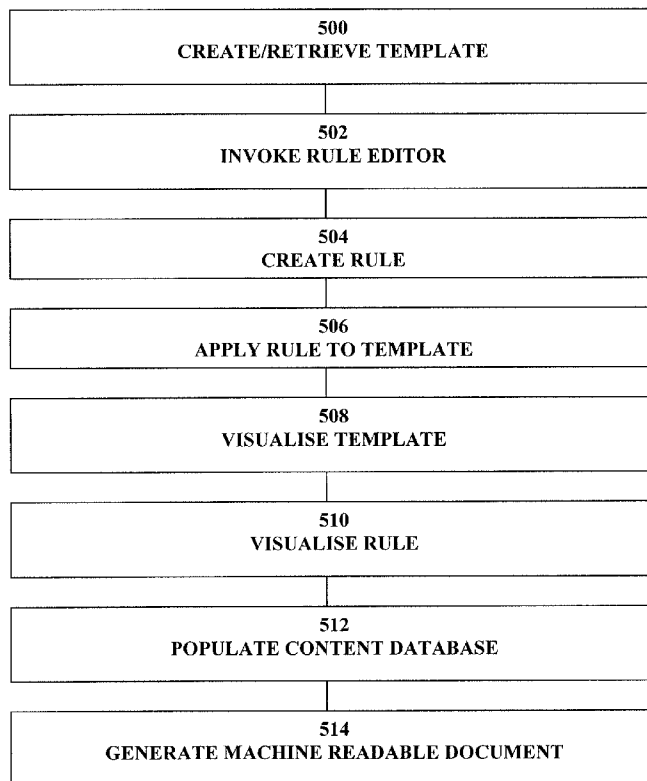 500
CREATE/RETRIEVE TEMPLATE
502
INVOKE RULE EDITOR
504
CREATE RULE
506
APPLY RULE TO TEMPLATE
508
VISUALISE TEMPLATE
510
VISUALISE RULE
512
POPULATE CONTENT DATABASE
514
GENERATE MACHINE READABLE DOCUMENT